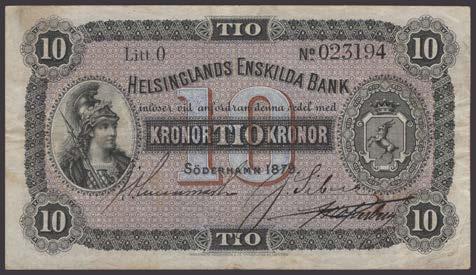 TIO
10
10
Litt O
No 023194
HELSINGLANDS ENSKILDA BANK
inlöser vid anfordran denna sedel med
10
KRONOR TIO KRONOR
SÖDERHAMN 1879
10
10
TIO